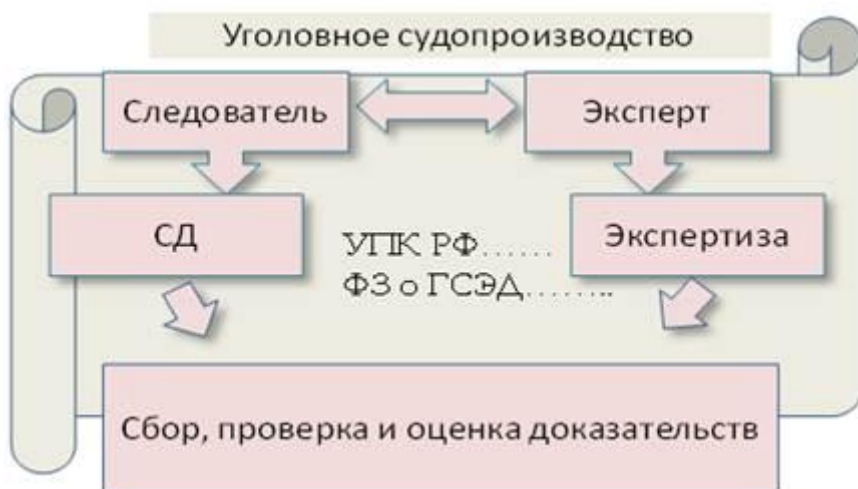 Уголовное судопроизводство
Следователь
Эксперт
СД
Экспертиза
УПК РФ......
ФЗ о ГСЭД........
Сбор, проверка и оценка доказательств